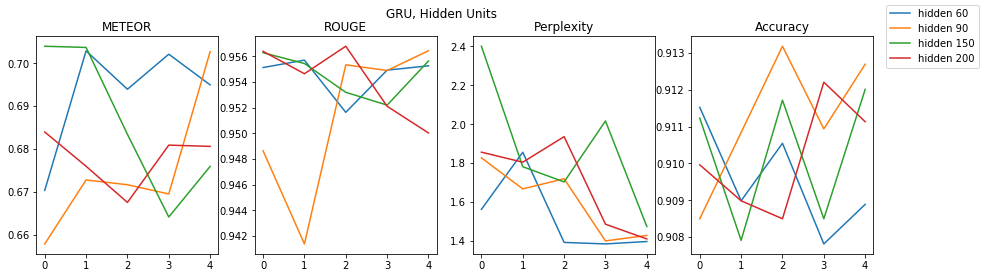 GRU, Hidden Units
hidden 60
hidden 90
hidden 150
hidden 200
METEOR
0.70
0.69
0.68
0.67
0.66
0 1 2 3 4
ROUGE
0.956
0.954
0.952
0.950
0.948
0.946
0.944
0.942
0 1 2 3 4
Perplexity
2.4
2.2
2.0
1.8
1.6
1.4
0 1 2 3 4
Accuracy
0.913
0.912
0.911
0.910
0.909
0.908
0 1 2 3 4